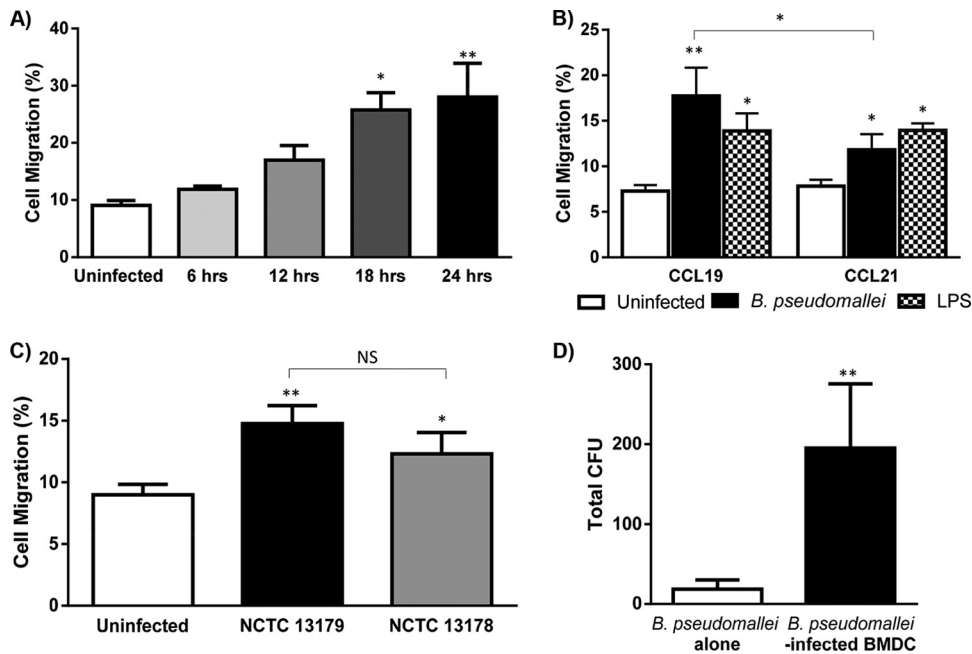 A)
Cell Migration (%)
40
30
20
10
0
*
**
Uninfected 6 hrs 12 hrs 18 hrs 24 hrs
B)
Cell Migration (%)
25
20
15
10
5
0
*
**
*
*
*
CCL19 CCL21
Uninfected B. pseudomallei LPS
C)
Cell Migration (%)
20
15
10
5
0
NS
**
*
Uninfected NCTC 13179 NCTC 13178
D)
Total CFU
300
200
100
0
**
B. pseudomallei B. pseudomallei
alone -infected BMDC